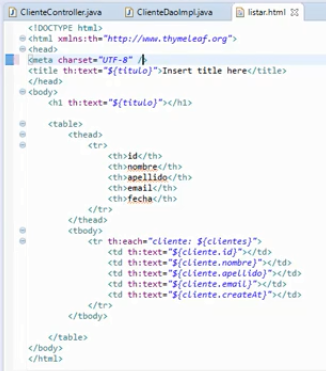 ClienteController.java ClienteDaoImpl.java listar.html
<!DOCTYPE html>
<html xmlns:th="http://www.thymeleaf.org">
<head>
<meta charset="UTF-8" />
<title th:text="${titulo}">Insert title here</title>
</head>
<body>
<h1 th:text="${titulo}"></h1>
<table>
<thead>
<tr>
<th>id</th>
<th>nombre</th>
<th>apellido</th>
<th>email</th>
<th>fecha</th>
</tr>
</thead>
<tbody>
<tr th:each="cliente: ${clientes}">
<td th:text="${cliente.id}"></td>
<td th:text="${cliente.nombre}"></td>
<td th:text="${cliente.apellido}"></td>
<td th:text="${cliente.email}"></td>
<td th:text="${cliente.createAt}"></td>
</tr>
</tbody>
</table>
</body>
</html>